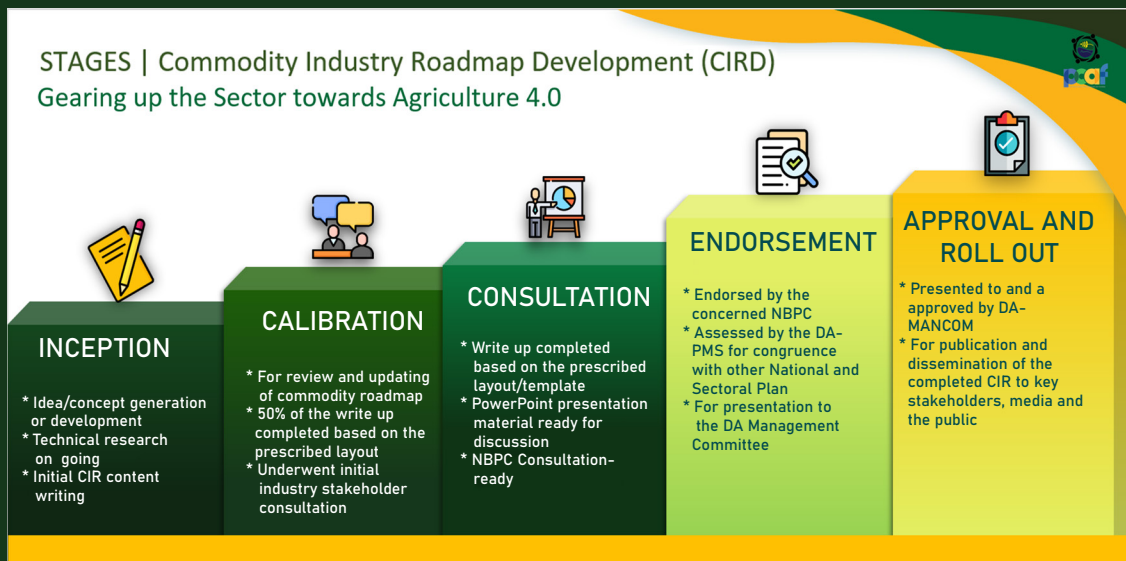 STAGES | Commodity Industry Roadmap Development (CIRD)
Gearing up the Sector towards Agriculture 4.0
pcaf
INCEPTION
* Idea/concept generation
or development
* Technical research
on going
* Initial CIR content
writing
CALIBRATION
* For review and updating
of commodity roadmap
* 50% of the write up
completed based on the
prescribed layout
* Underwent initial
industry stakeholder
consultation
CONSULTATION
* Write up completed
based on the prescribed
layout/template
* PowerPoint presentation
material ready for
discussion
* NBPC Consultation-
ready
ENDORSEMENT
* Endorsed by the
concerned NBPC
* Assessed by the DA-
PMS for congruence
with other National and
Sectoral Plan
* For presentation to
the DA Management
Committee
APPROVAL AND
ROLL OUT
* Presented to and a
approved by DA-
MANCOM
* For publication and
dissemination of the
completed CIR to key
stakeholders, media and
the public